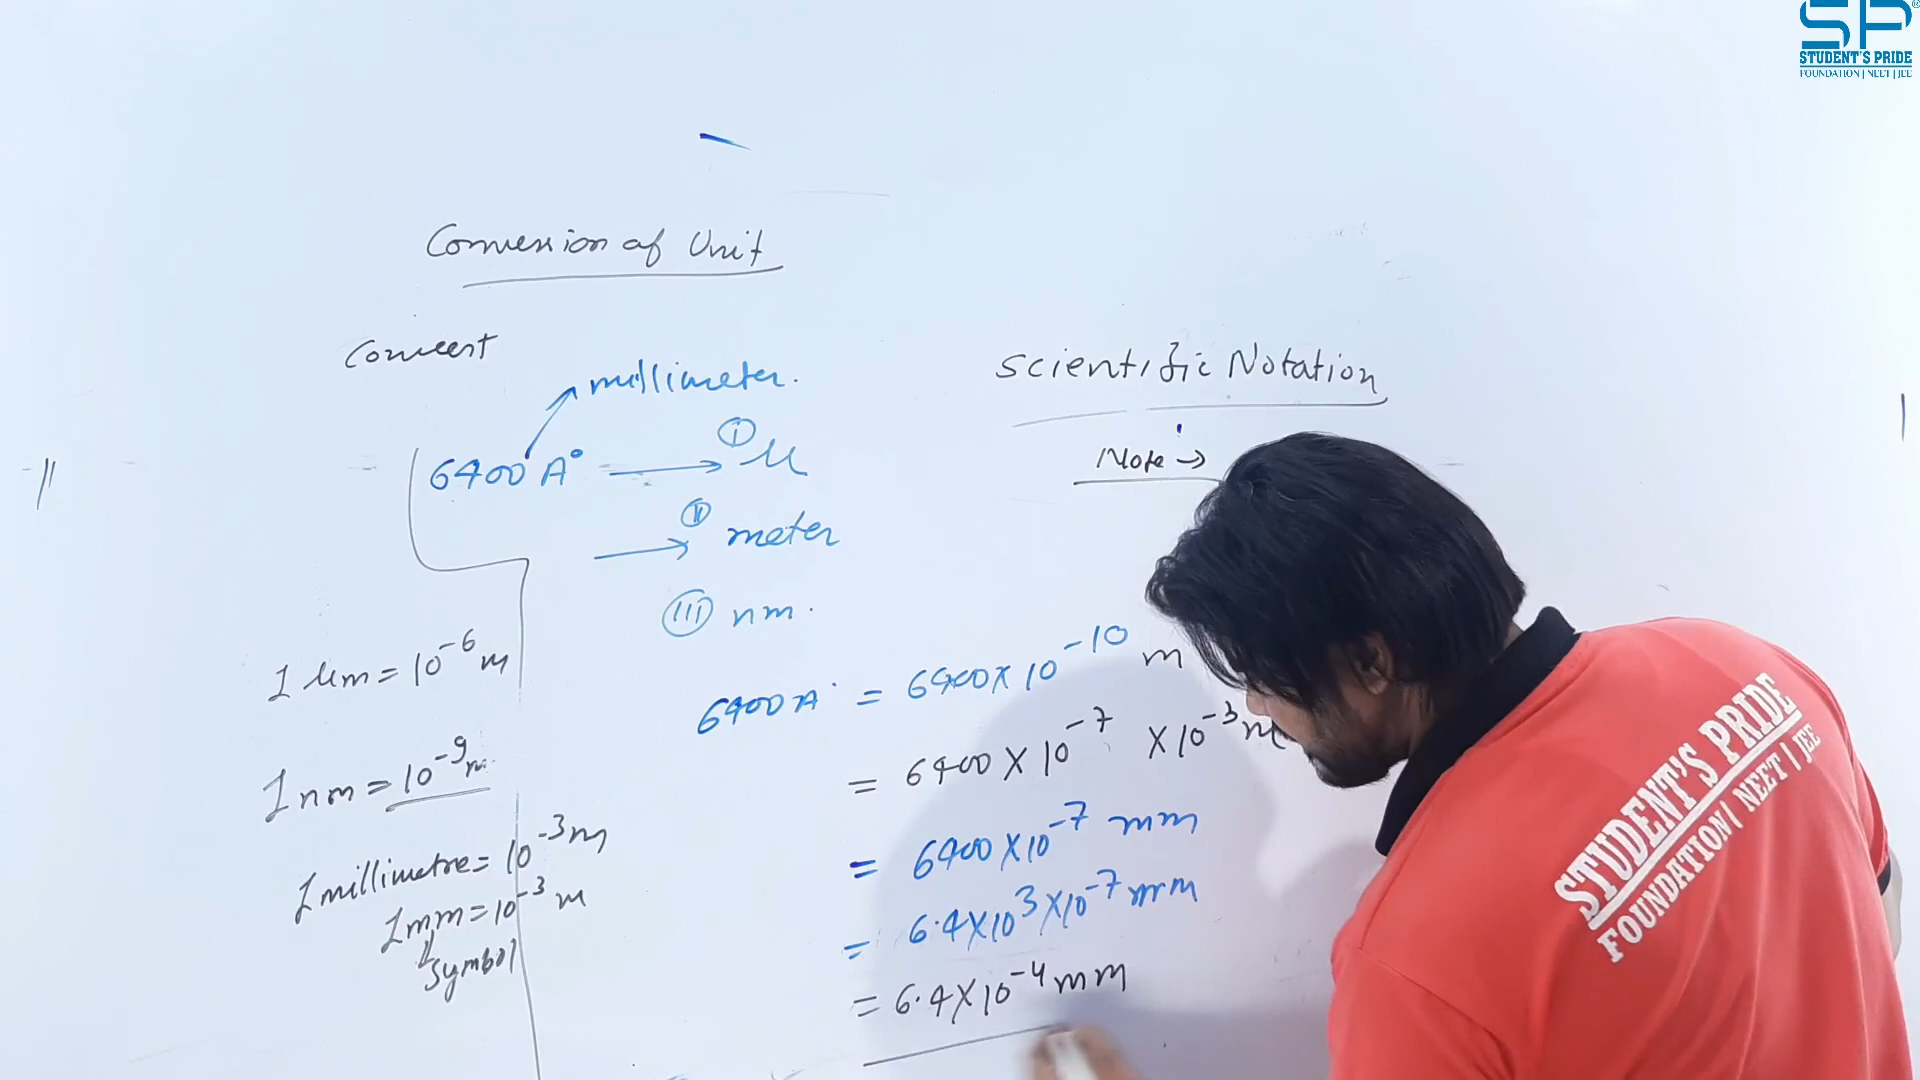 SP®
STUDENT'S PRIDE
FOUNDATION | NEET | JEE
Conversion of Unit
Convert
millimeter.
6400 A° → (i) μ
→ (ii) meter
(iii) nm.
1 μm = 10⁻⁶ m
1 nm = 10⁻⁹ m.
1 millimetre = 10⁻³ m
1 mm = 10⁻³ m
symbol
Scientific Notation
Note →
6400 A° = 6400 × 10⁻¹⁰ m
= 6400 × 10⁻⁷ × 10⁻³ m
= 6400 × 10⁻⁷ mm
= 6.4 × 10³ × 10⁻⁷ mm
= 6.4 × 10⁻⁴ mm
STUDENT'S PRIDE
FOUNDATION / NEET | JEE